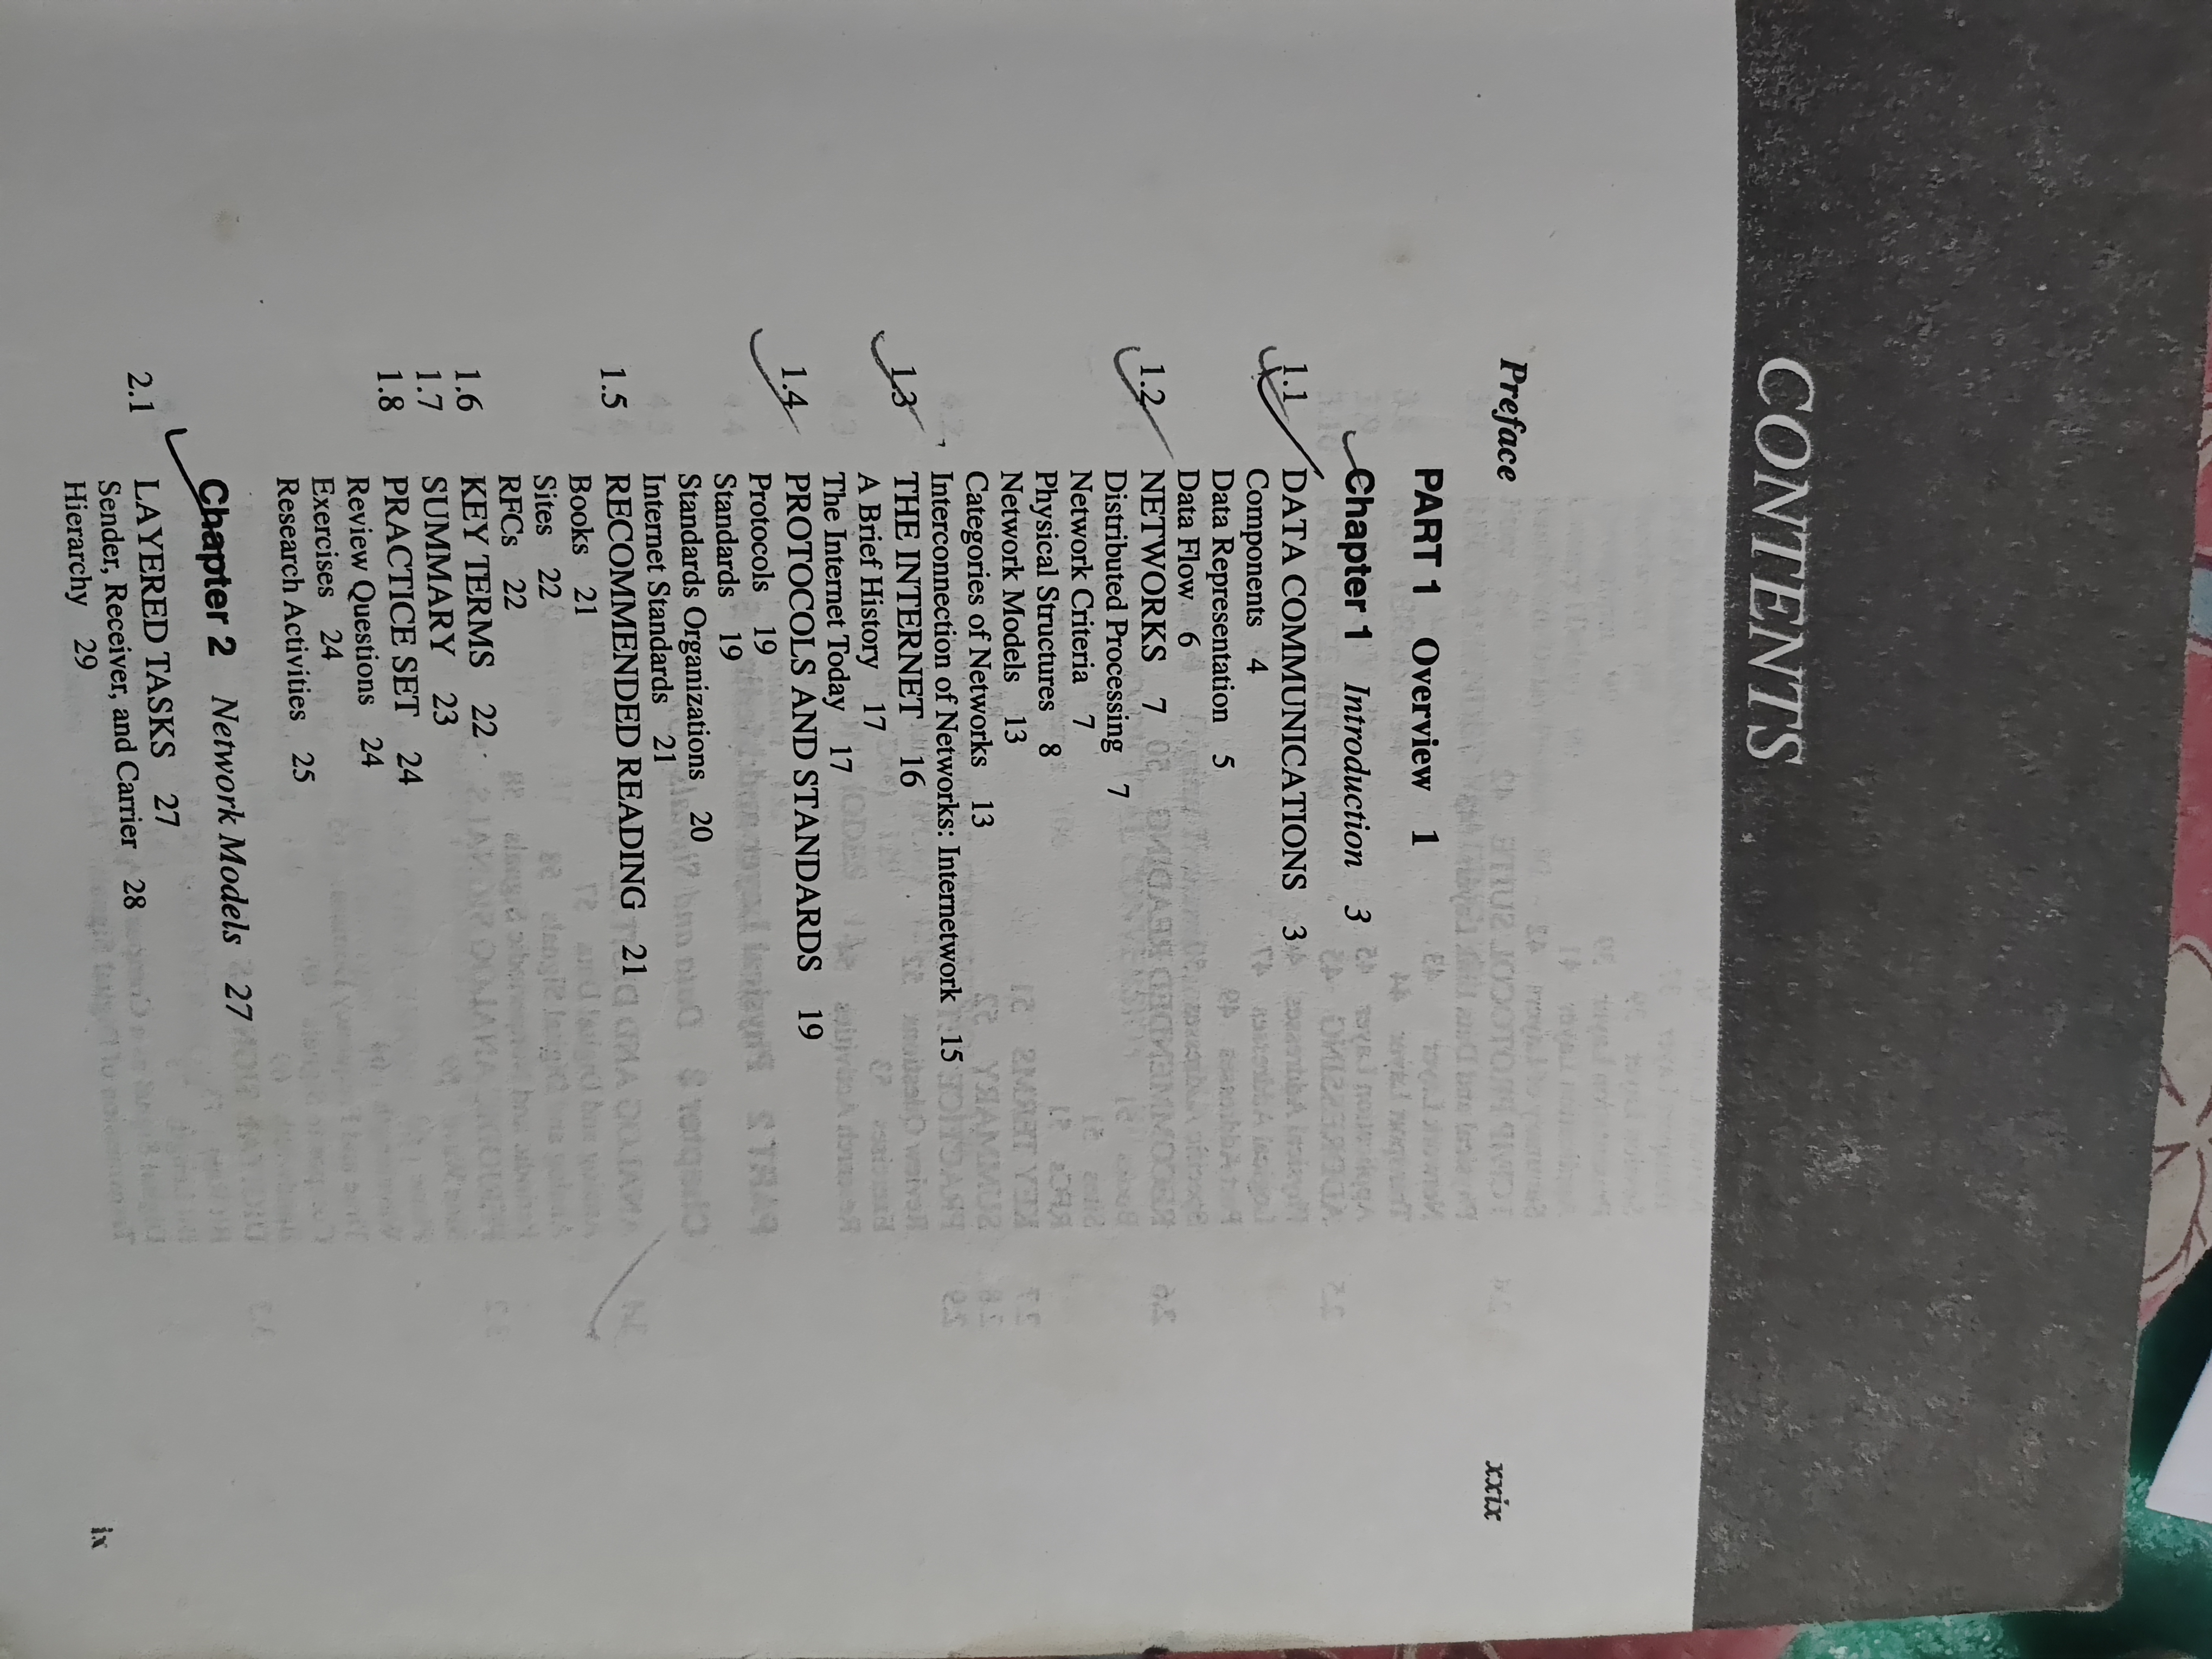 CONTENTS
Preface xxix
PART 1 Overview 1
Chapter 1 Introduction 3
1.1 DATA COMMUNICATIONS 3
Components 4
Data Representation 5
Data Flow 6
1.2 NETWORKS 7
Distributed Processing 7
Network Criteria 7
Physical Structures 8
Network Models 13
Categories of Networks 13
Interconnection of Networks: Internetwork 15
1.3 THE INTERNET 16
A Brief History 17
The Internet Today 17
1.4 PROTOCOLS AND STANDARDS 19
Protocols 19
Standards 19
Standards Organizations 20
Internet Standards 21
1.5 RECOMMENDED READING 21
Books 21
Sites 22
RFCs 22
1.6 KEY TERMS 22
1.7 SUMMARY 23
1.8 PRACTICE SET 24
Review Questions 24
Exercises 24
Research Activities 25
Chapter 2 Network Models 27
2.1 LAYERED TASKS 27
Sender, Receiver, and Carrier 28
Hierarchy 29
ix